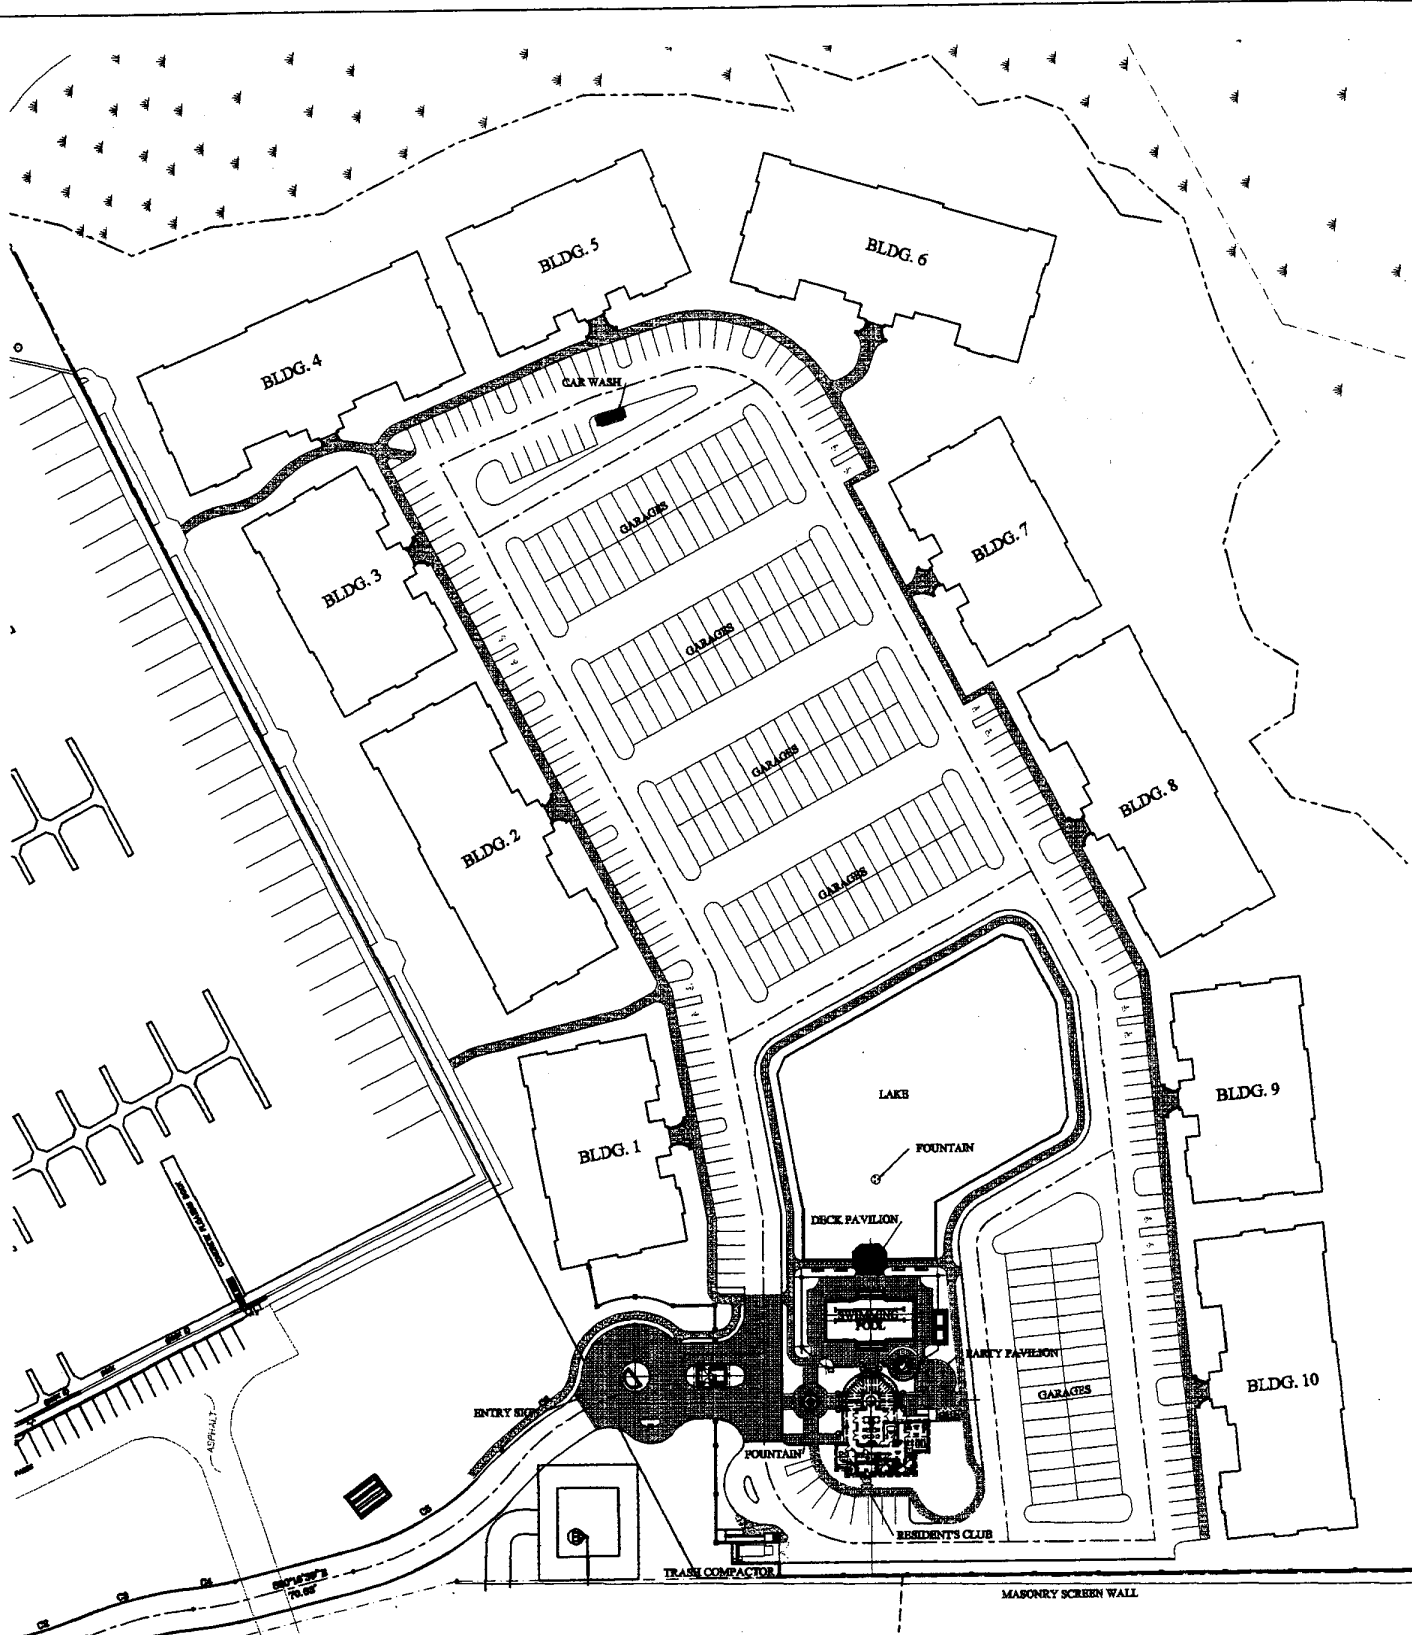 BLDG. 5
BLDG. 6
BLDG. 4
CAR WASH
GARAGES
BLDG. 7
BLDG. 3
GARAGES
GARAGES
BLDG. 8
BLDG. 2
GARAGES
LAKE
BLDG. 9
BLDG. 1
FOUNTAIN
DECK PAVILION
SWIMMING
POOL
PARTY PAVILION
BLDG. 10
GARAGES
ENTRY SIGN
ASPHALT
FOUNTAIN
RESIDENT'S CLUB
TRASH COMPACTOR
MASONRY SCREEN WALL
70.63'